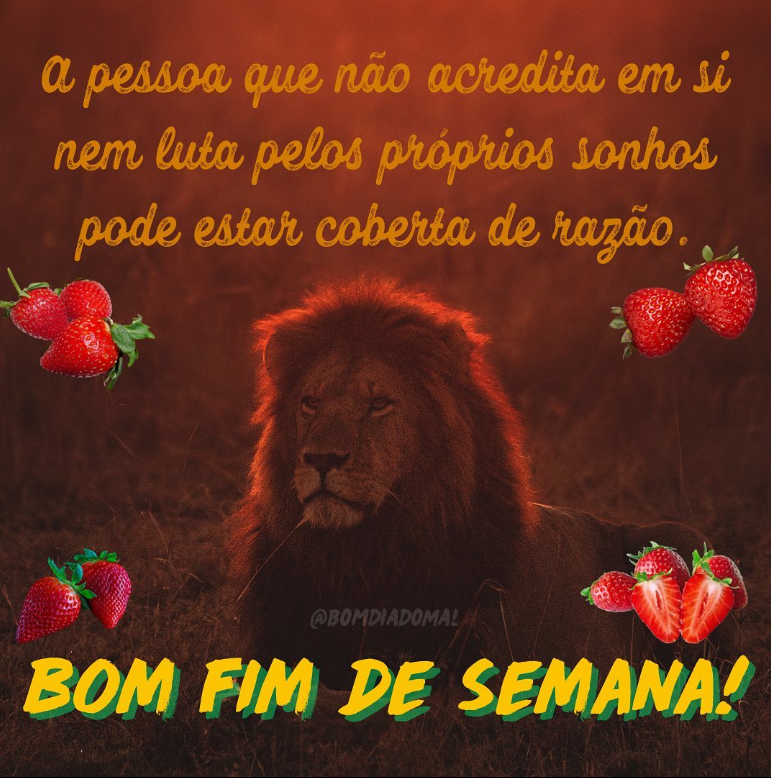 A pessoa que não acredita em si
nem luta pelos próprios sonhos
pode estar coberta de razão.
@BOMDIADOMAL
BOM FIM DE SEMANA!